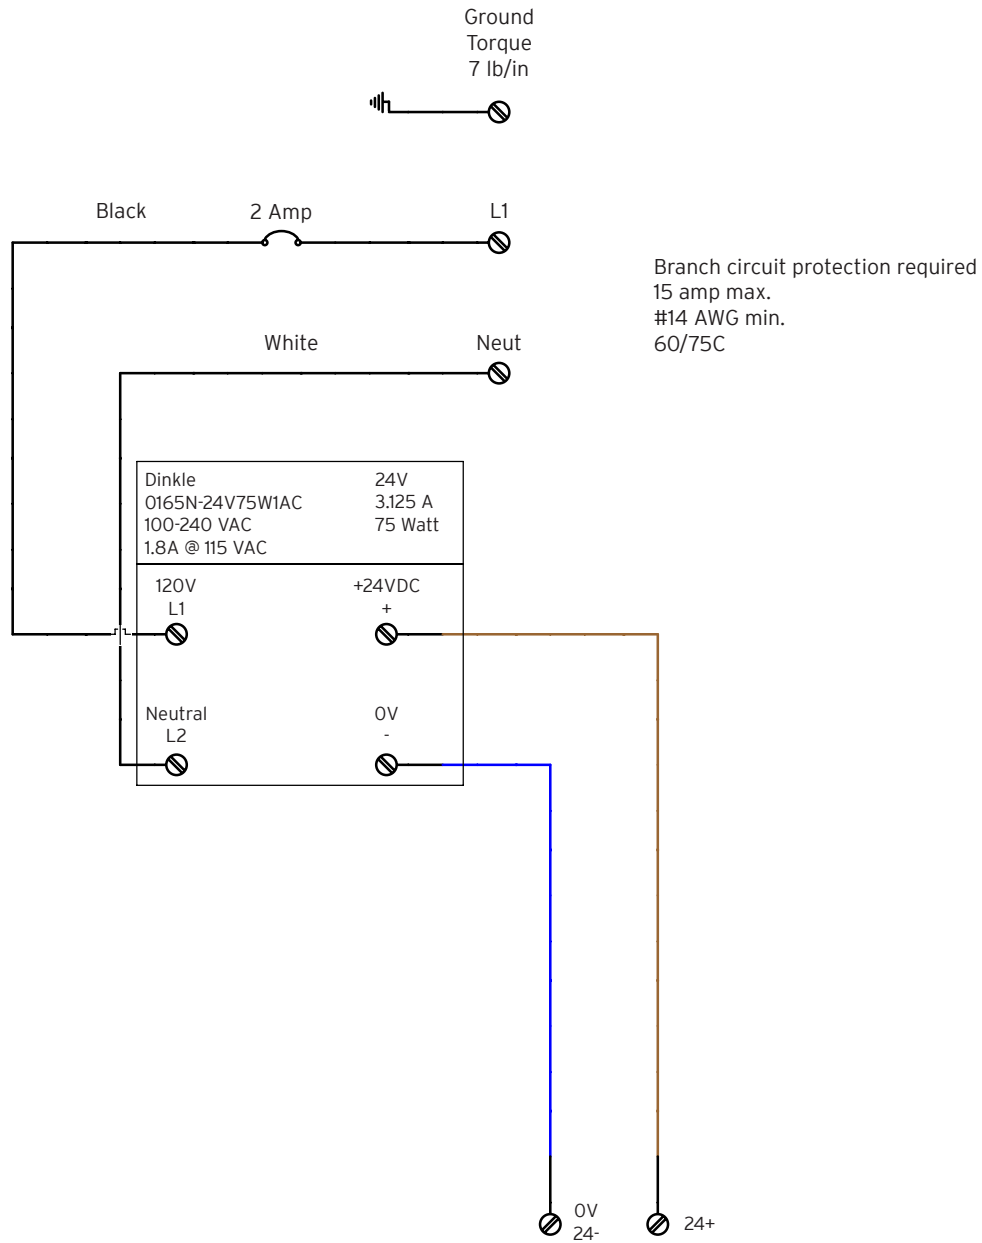 Ground
Torque
7 lb/in
Black
2 Amp
L1
Branch circuit protection required
15 amp max.
#14 AWG min.
60/75C
White
Neut
Dinkle
0165N-24V75W1AC
100-240 VAC
1.8A @ 115 VAC
24V
3.125 A
75 Watt
120V
L1
+24VDC
+
Neutral
L2
0V
-
0V
24-
24+